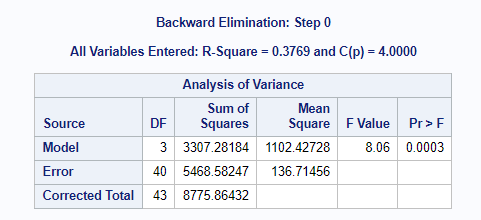 Backward Elimination: Step 0
All Variables Entered: R-Square = 0.3769 and C(p) = 4.0000
Analysis of Variance
Source DF Sum of Squares Mean Square F Value Pr > F
Model 3 3307.28184 1102.42728 8.06 0.0003
Error 40 5468.58247 136.71456
Corrected Total 43 8775.86432